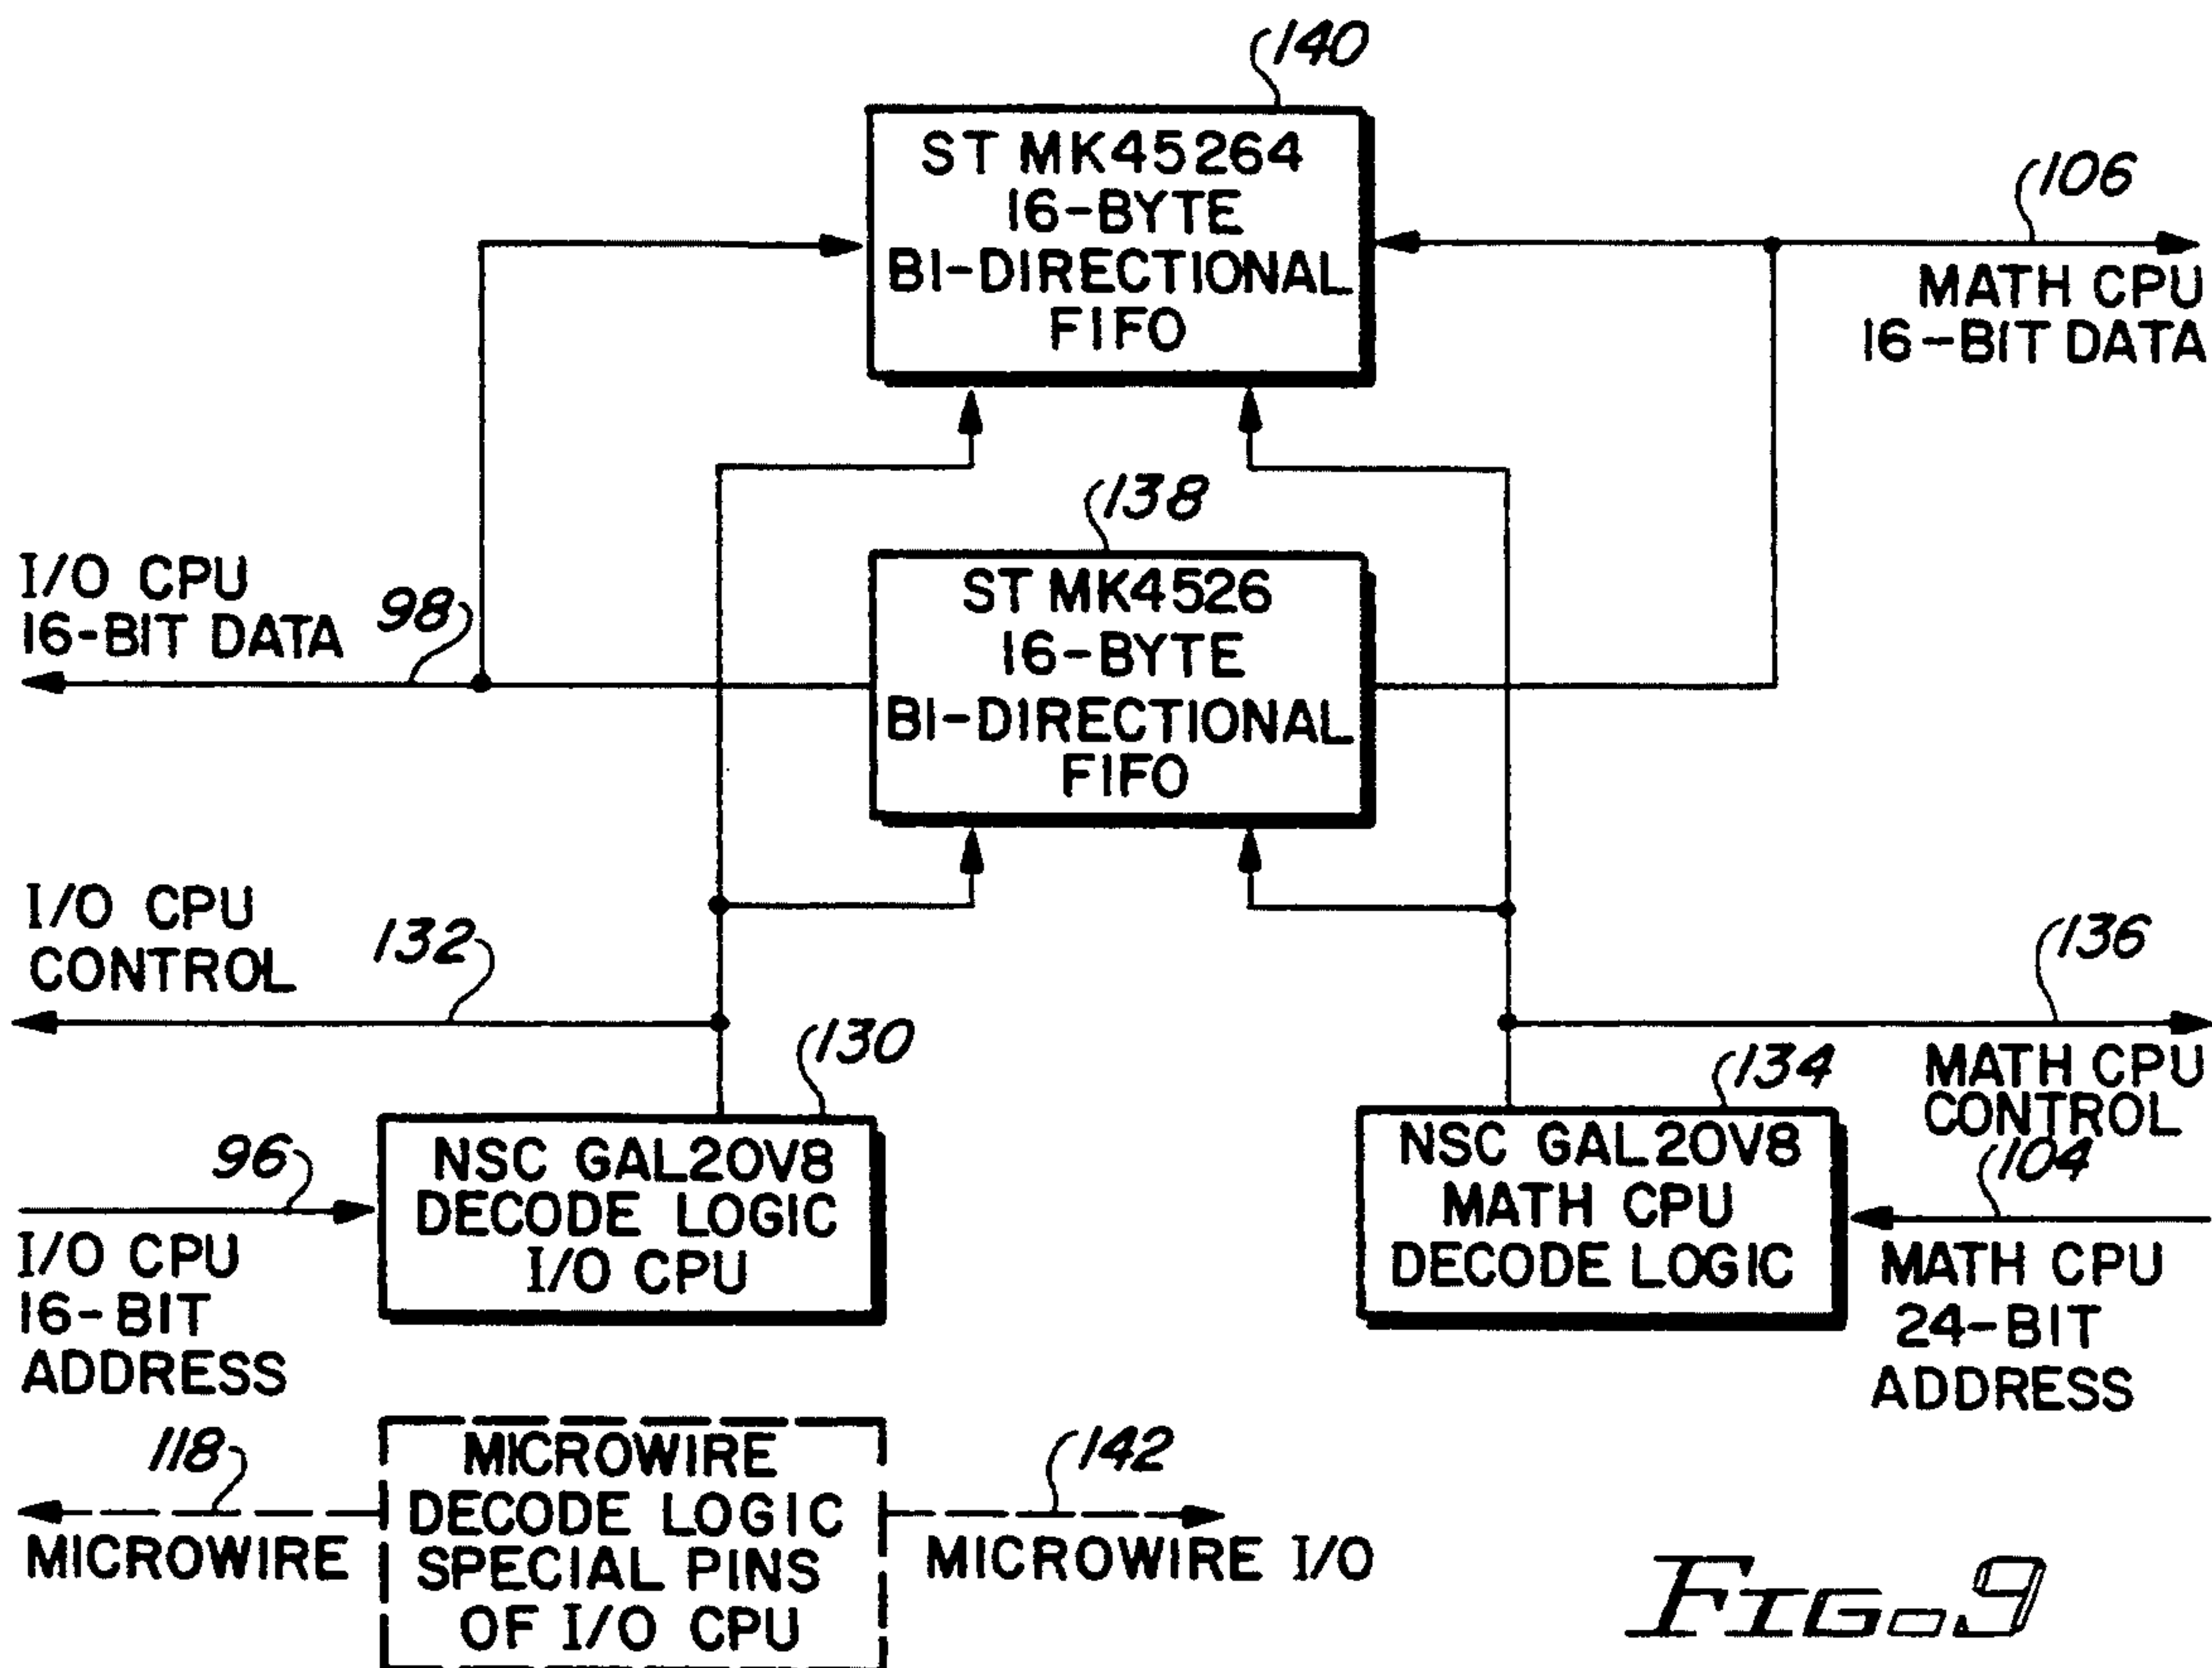 140
ST MK45264
16-BYTE
BI-DIRECTIONAL
FIFO
106
MATH CPU
16-BIT DATA
138
ST MK4526
16-BYTE
BI-DIRECTIONAL
FIFO
I/O CPU
16-BIT DATA
98
I/O CPU
CONTROL
132
136
MATH CPU
CONTROL
130
NSC GAL20V8
DECODE LOGIC
I/O CPU
134
NSC GAL20V8
MATH CPU
DECODE LOGIC
96
I/O CPU
16-BIT
ADDRESS
104
MATH CPU
24-BIT
ADDRESS
118
MICROWIRE
MICROWIRE
DECODE LOGIC
SPECIAL PINS
OF I/O CPU
142
MICROWIRE I/O
FIG. 9